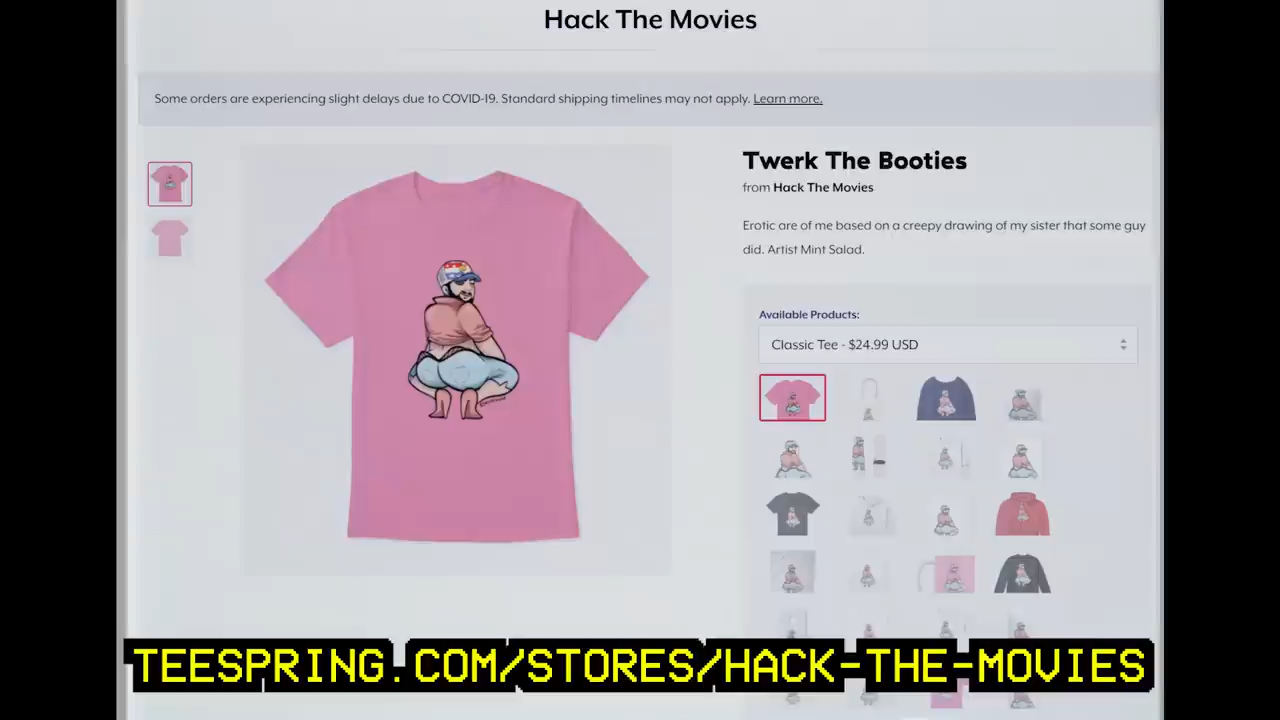 Hack The Movies
Some orders are experiencing slight delays due to COVID-19. Standard shipping timelines may not apply. Learn more.
Twerk The Booties
from Hack The Movies
Erotic are of me based on a creepy drawing of my sister that some guy
did. Artist Mint Salad.
Available Products:
Classic Tee - $24.99 USD
TEESPRING.COM/STORES/HACK-THE-MOVIES